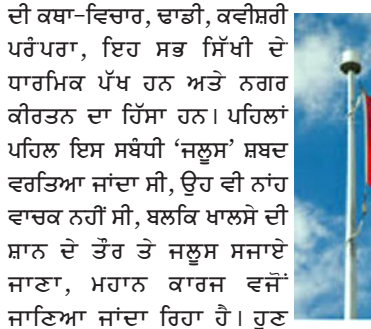 ਦੀ ਕਥਾ-ਵਿਚਾਰ, ਢਾਡੀ, ਕਵੀਸ਼ਰੀ
ਪਰੰਪਰਾ, ਇਹ ਸਭ ਸਿੱਖੀ ਦੇ
ਧਾਰਮਿਕ ਪੱਖ ਹਨ ਅਤੇ ਨਗਰ
ਕੀਰਤਨ ਦਾ ਹਿੱਸਾ ਹਨ। ਪਹਿਲਾਂ
ਪਹਿਲ ਇਸ ਸਬੰਧੀ ‘ਜਲੂਸ’ ਸ਼ਬਦ
ਵਰਤਿਆ ਜਾਂਦਾ ਸੀ, ਉਹ ਵੀ ਨਾਂਹ
ਵਾਚਕ ਨਹੀਂ ਸੀ, ਬਲਕਿ ਖਾਲਸੇ ਦੀ
ਸ਼ਾਨ ਦੇ ਤੌਰ ਤੇ ਜਲੂਸ ਸਜਾਏ
ਜਾਣਾ, ਮਹਾਨ ਕਾਰਜ ਵਜੋਂ
ਜਾਣਿਆ ਜਾਂਦਾ ਰਿਹਾ ਹੈ। ਹੁਣ